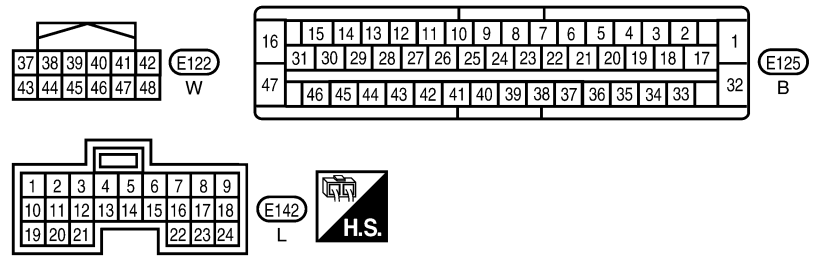 37 38 39 40 41 42
43 44 45 46 47 48
E122
W
16 15 14 13 12 11 10 9 8 7 6 5 4 3 2 1
31 30 29 28 27 26 25 24 23 22 21 20 19 18 17
47 46 45 44 43 42 41 40 39 38 37 36 35 34 33 32
E125
B
1 2 3 4 5 6 7 8 9
10 11 12 13 14 15 16 17 18
19 20 21 22 23 24
E142
L
H.S.